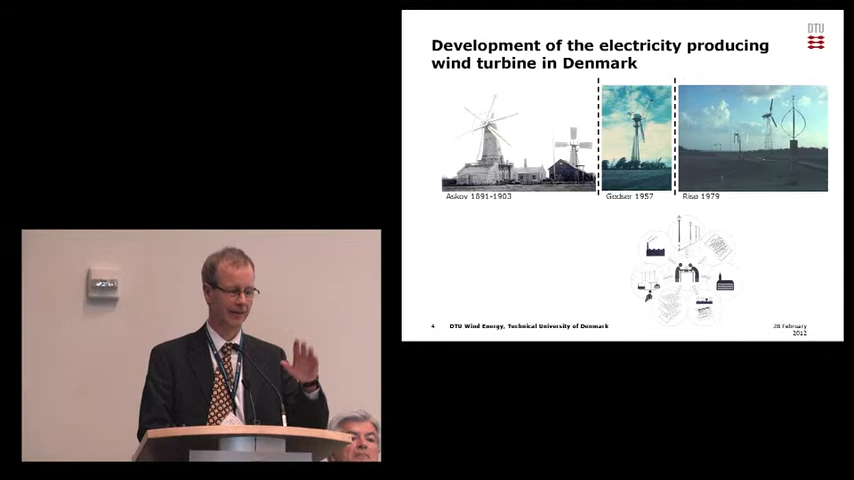 DTU
Development of the electricity producing
wind turbine in Denmark
Askov 1891-1903
Gedser 1957
Risø 1979
4 DTU Wind Energy, Technical University of Denmark
28 February
2012